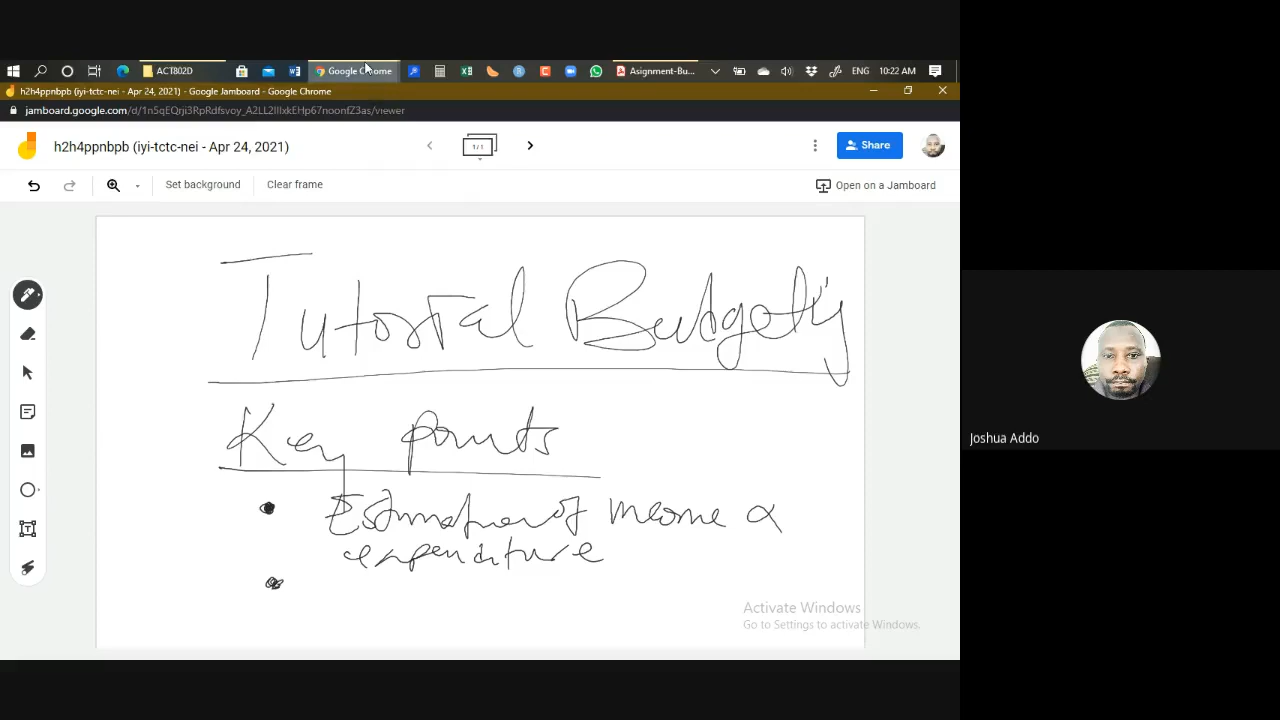 ACT802D
Google Chrome
Asignment-Bu...
ENG
10:22 AM
h2h4ppnbpb (iyi-tctc-nei - Apr 24, 2021) - Google Jamboard - Google Chrome
jamboard.google.com/d/1n5qEQrji3RpRdfsvoy_A2LL2lllxkEHp67noonfZ3as/viewer
h2h4ppnbpb (iyi-tctc-nei - Apr 24, 2021)
1/1
Share
Set background
Clear frame
Open on a Jamboard
Tutorial Budgeting
Key points
Estimation of income &
expenditure
Activate Windows
Go to Settings to activate Windows.
Joshua Addo